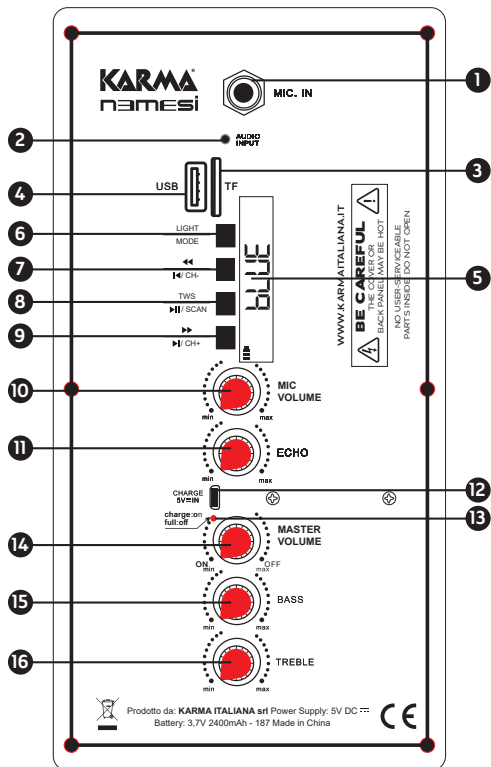 KARMA®
namesi
1
MIC. IN
2
AUDIO
INPUT
3
4
USB
TF
6
LIGHT
MODE
7
I◀/ CH-
8
TWS
▶II/ SCAN
9
▶I/ CH+
5
bLUE
WWW.KARMAITALIANA.IT
BE CAREFUL
THE COVER OR
BACK PANEL MAY BE HOT
NO USER-SERVICEABLE
PARTS INSIDE DO NOT OPEN
10
MIC
VOLUME
min
max
11
ECHO
min
max
12
CHARGE
5V⎓IN
13
charge:on
full:off
14
MASTER
VOLUME
ON
OFF
min
max
15
BASS
min
max
16
TREBLE
min
max
Prodotto da: KARMA ITALIANA srl Power Supply: 5V DC ⎓
Battery: 3,7V 2400mAh - 187 Made in China
CE